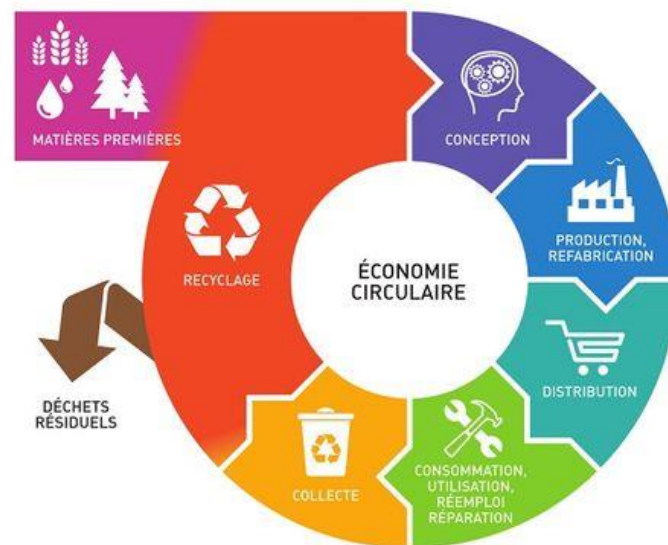 MATIÈRES PREMIÈRES
CONCEPTION
PRODUCTION,
REFABRICATION
DISTRIBUTION
CONSOMMATION,
UTILISATION,
RÉEMPLOI
RÉPARATION
COLLECTE
RECYCLAGE
DÉCHETS
RÉSIDUELS
ÉCONOMIE
CIRCULAIRE